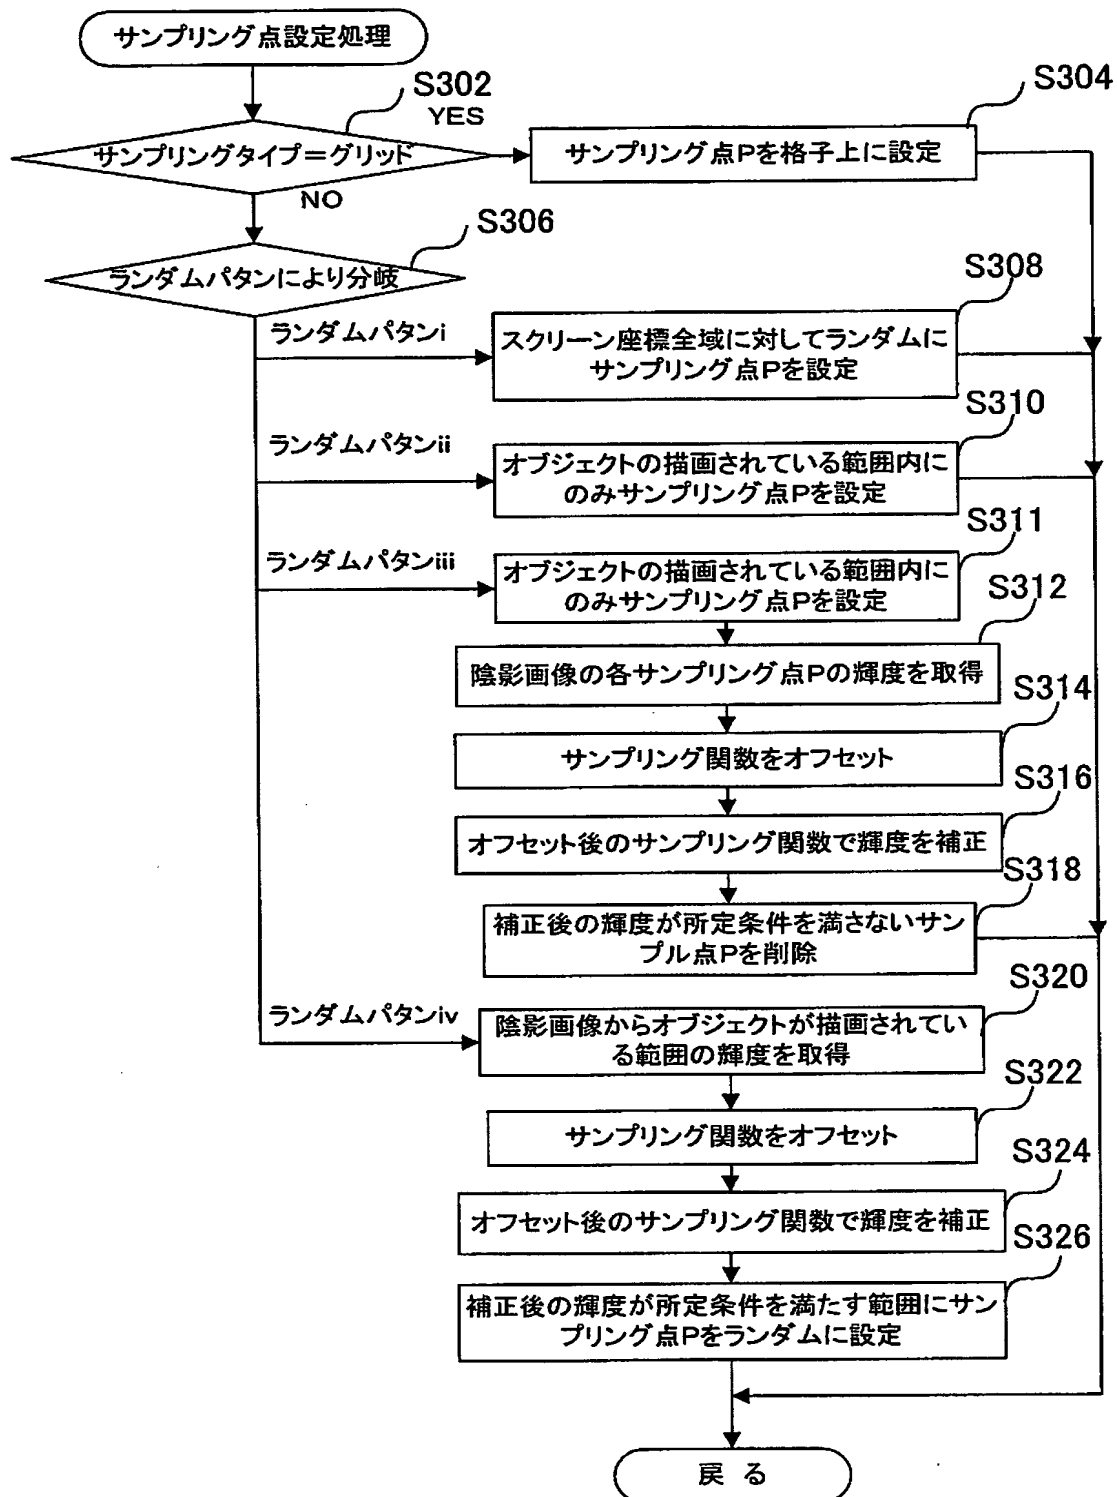 サンプリング点設定処理
S302
YES
サンプリングタイプ=グリッド
S304
サンプリング点Pを格子上に設定
NO
S306
ランダムパタンにより分岐
S308
ランダムパタンi
スクリーン座標全域に対してランダムに
サンプリング点Pを設定
S310
ランダムパタンii
オブジェクトの描画されている範囲内に
のみサンプリング点Pを設定
S311
ランダムパタンiii
オブジェクトの描画されている範囲内に
のみサンプリング点Pを設定
S312
陰影画像の各サンプリング点Pの輝度を取得
S314
サンプリング関数をオフセット
S316
オフセット後のサンプリング関数で輝度を補正
S318
補正後の輝度が所定条件を満さないサン
プル点Pを削除
S320
ランダムパタンiv
陰影画像からオブジェクトが描画されてい
る範囲の輝度を取得
S322
サンプリング関数をオフセット
S324
オフセット後のサンプリング関数で輝度を補正
S326
補正後の輝度が所定条件を満たす範囲にサン
プリング点Pをランダムに設定
戻 る